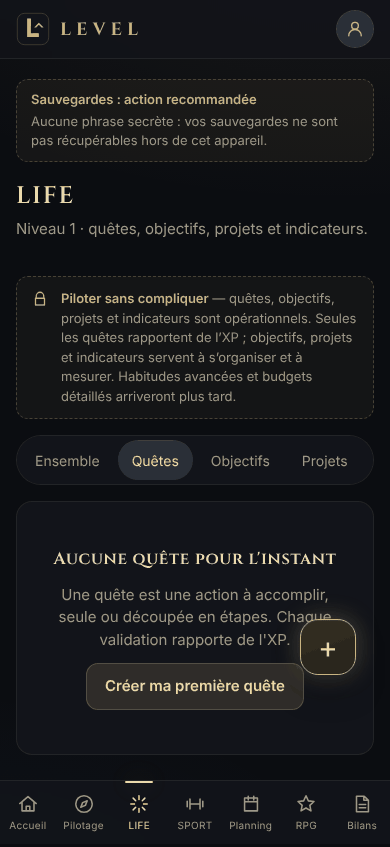 LEVEL
Sauvegardes : action recommandée
Aucune phrase secrète : vos sauvegardes ne sont
pas récupérables hors de cet appareil.
LIFE
Niveau 1 · quêtes, objectifs, projets et indicateurs.
Piloter sans compliquer — quêtes, objectifs,
projets et indicateurs sont opérationnels. Seules
les quêtes rapportent de l'XP ; objectifs, projets
et indicateurs servent à s'organiser et à
mesurer. Habitudes avancées et budgets
détaillés arriveront plus tard.
Ensemble Quêtes Objectifs Projets
Aucune quête pour l'instant
Une quête est une action à accomplir,
seule ou découpée en étapes. Chaque
validation rapporte de l'XP.
+
Créer ma première quête
Accueil Pilotage LIFE SPORT Planning RPG Bilans